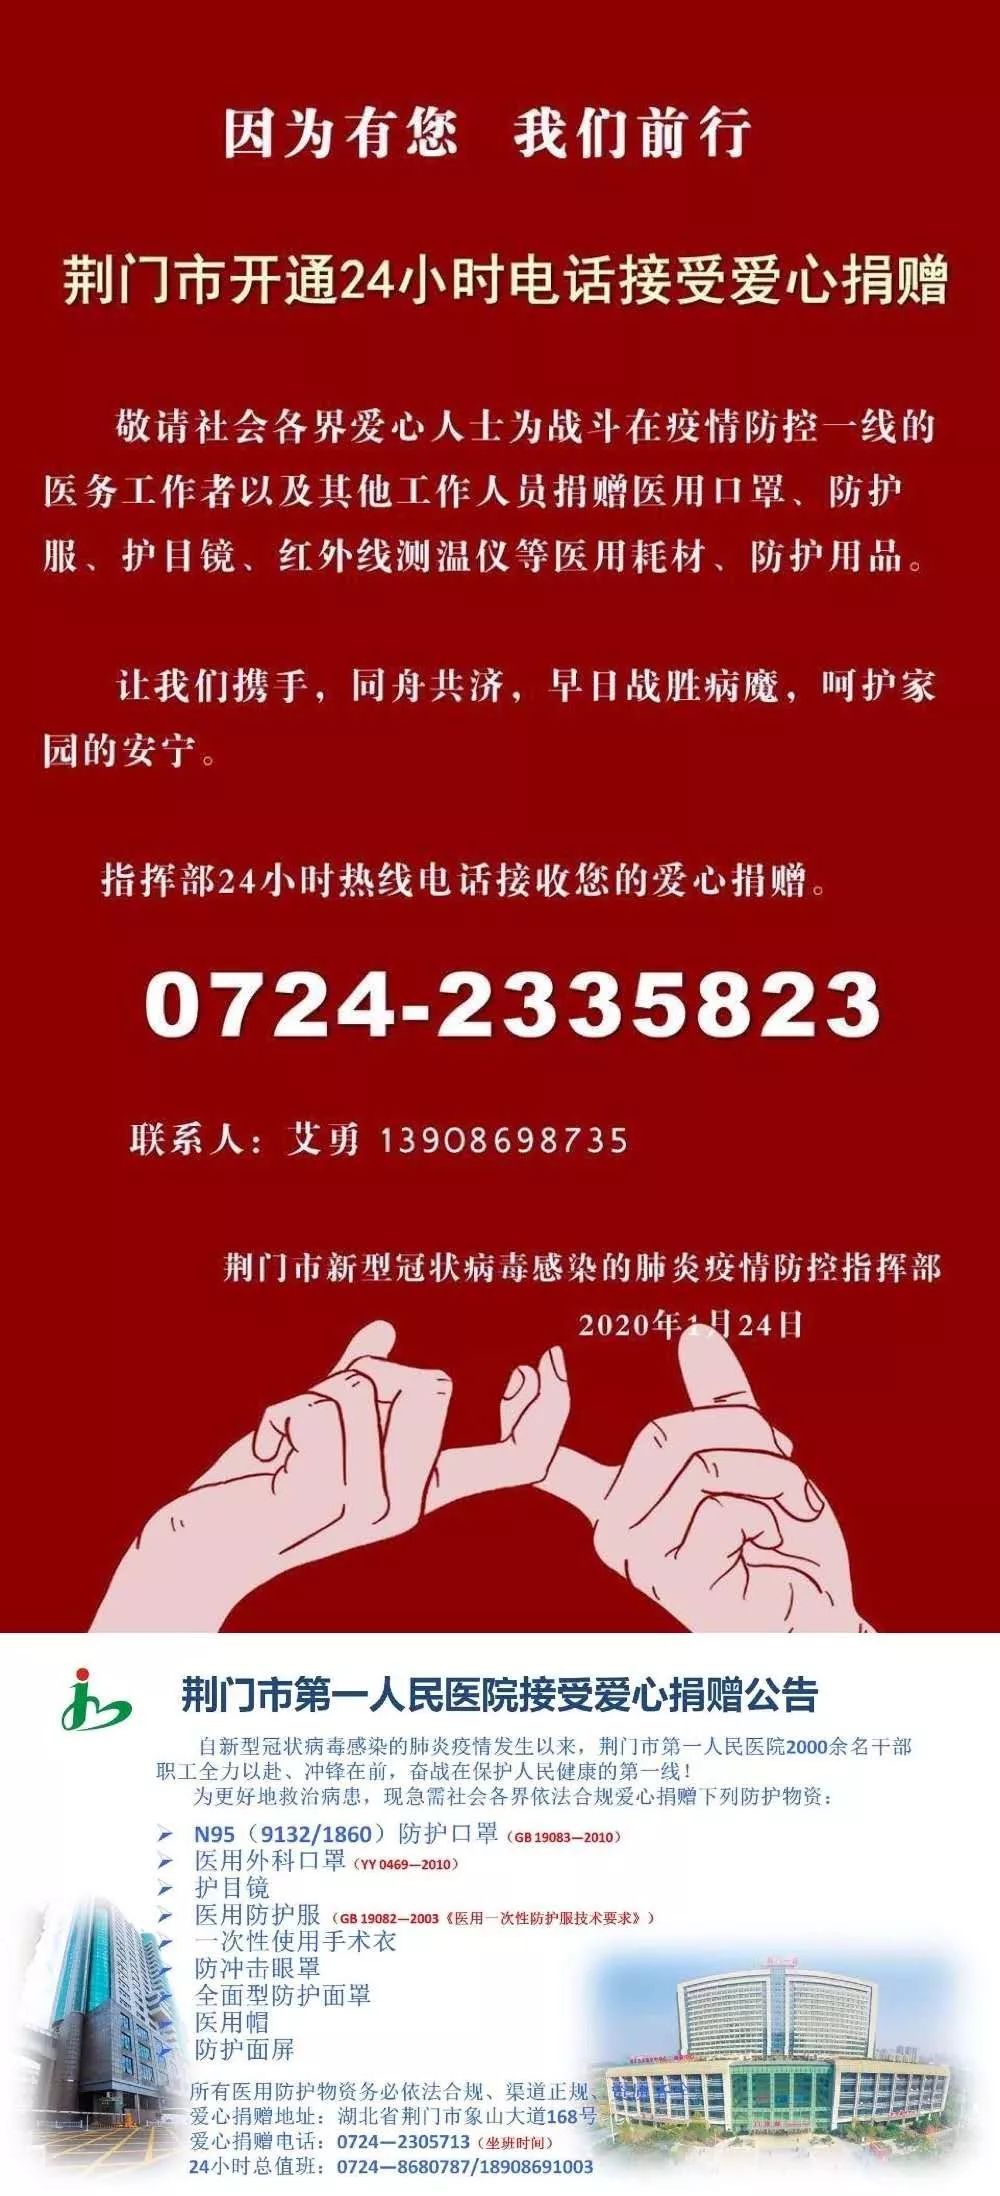 因为有您 我们前行
荆门市开通24小时电话接受爱心捐赠
敬请社会各界爱心人士为战斗在疫情防控一线的
医务工作者以及其他工作人员捐赠医用口罩、防护
服、护目镜、红外线测温仪等医用耗材、防护用品。
让我们携手，同舟共济，早日战胜病魔，呵护家
园的安宁。
指挥部24小时热线电话接收您的爱心捐赠。
0724-2335823
联系人：艾勇 13908698735
荆门市新型冠状病毒感染的肺炎疫情防控指挥部
2020年1月24日
荆门市第一人民医院接受爱心捐赠公告
自新型冠状病毒感染的肺炎疫情发生以来，荆门市第一人民医院2000余名干部
职工全力以赴、冲锋在前，奋战在保护人民健康的第一线！
为更好地救治病患，现急需社会各界依法合规爱心捐赠下列防护物资：
N95（9132/1860）防护口罩（GB 19083—2010）
医用外科口罩（YY 0469—2010）
护目镜
医用防护服（GB 19082—2003《医用一次性防护服技术要求》）
一次性使用手术衣
防冲击眼罩
全面型防护面罩
医用帽
防护面屏
所有医用防护物资务必依法合规、渠道正规、
爱心捐赠地址：湖北省荆门市象山大道168号
爱心捐赠电话：0724—2305713（坐班时间）
24小时总值班：0724—8680787/18908691003